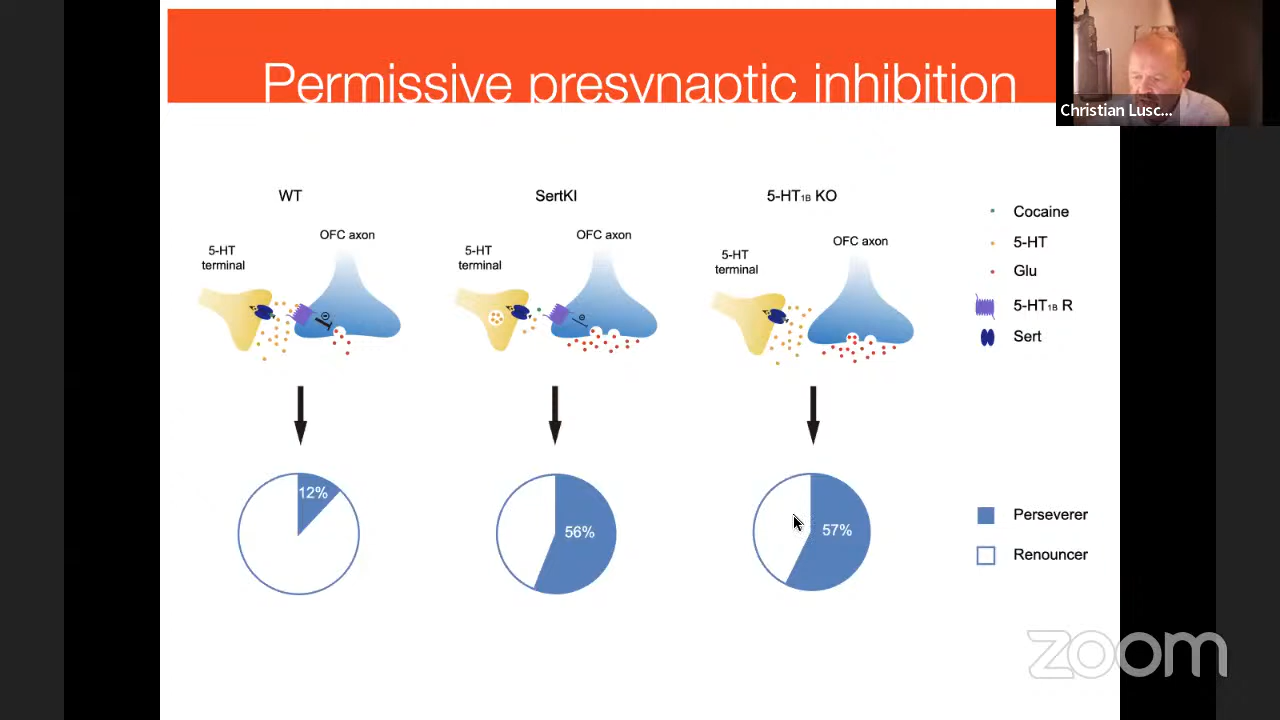 Permissive presynaptic inhibition
Christian Lusc...
WT
SertKI
5-HT1B KO
5-HT
terminal
OFC axon
5-HT
terminal
OFC axon
5-HT
terminal
OFC axon
Cocaine
5-HT
Glu
5-HT1B R
Sert
12%
56%
57%
Perseverer
Renouncer
zoom